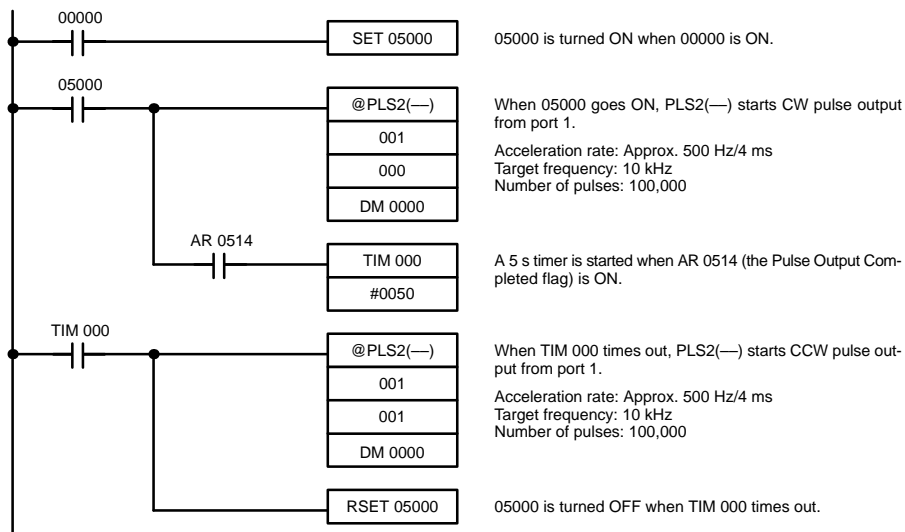 00000
SET 05000
05000 is turned ON when 00000 is ON.
05000
@PLS2(—)
001
000
DM 0000
When 05000 goes ON, PLS2(—) starts CW pulse output
from port 1.
Acceleration rate: Approx. 500 Hz/4 ms
Target frequency: 10 kHz
Number of pulses: 100,000
AR 0514
TIM 000
#0050
A 5 s timer is started when AR 0514 (the Pulse Output Com-
pleted flag) is ON.
TIM 000
@PLS2(—)
001
001
DM 0000
When TIM 000 times out, PLS2(—) starts CCW pulse out-
put from port 1.
Acceleration rate: Approx. 500 Hz/4 ms
Target frequency: 10 kHz
Number of pulses: 100,000
RSET 05000
05000 is turned OFF when TIM 000 times out.